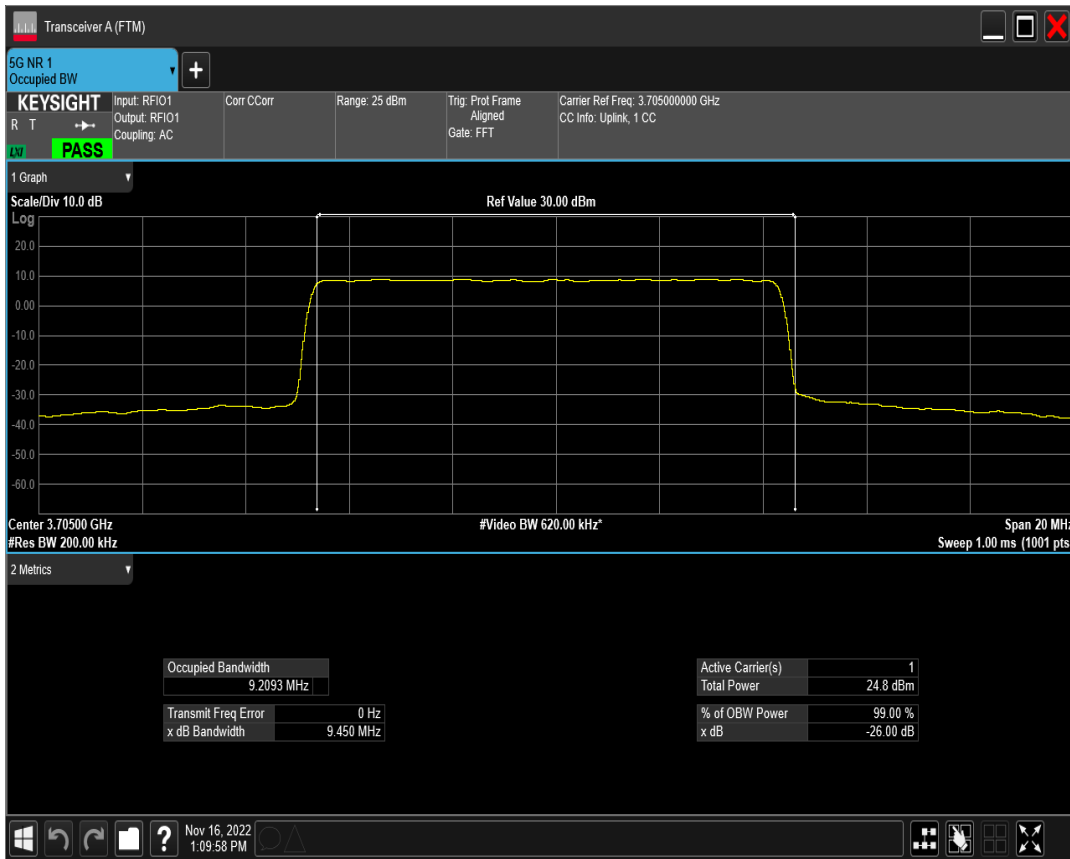 Transceiver A (FTM)
5G NR 1
Occupied BW
+
KEYSIGHT
R T
LXI
PASS
Input: RFIO1
Output: RFIO1
Coupling: AC
Corr CCorr
Range: 25 dBm
Trig: Prot Frame
Aligned
Gate: FFT
Carrier Ref Freq: 3.705000000 GHz
CC Info: Uplink, 1 CC
1 Graph
Scale/Div 10.0 dB
Ref Value 30.00 dBm
Log
20.0
10.0
0.00
-10.0
-20.0
-30.0
-40.0
-50.0
-60.0
Center 3.70500 GHz
#Video BW 620.00 kHz*
Span 20 MHz
#Res BW 200.00 kHz
Sweep 1.00 ms (1001 pts
2 Metrics
Occupied Bandwidth
9.2093 MHz
Transmit Freq Error 0 Hz
x dB Bandwidth 9.450 MHz
Active Carrier(s) 1
Total Power 24.8 dBm
% of OBW Power 99.00 %
x dB -26.00 dB
?
Nov 16, 2022
1:09:58 PM